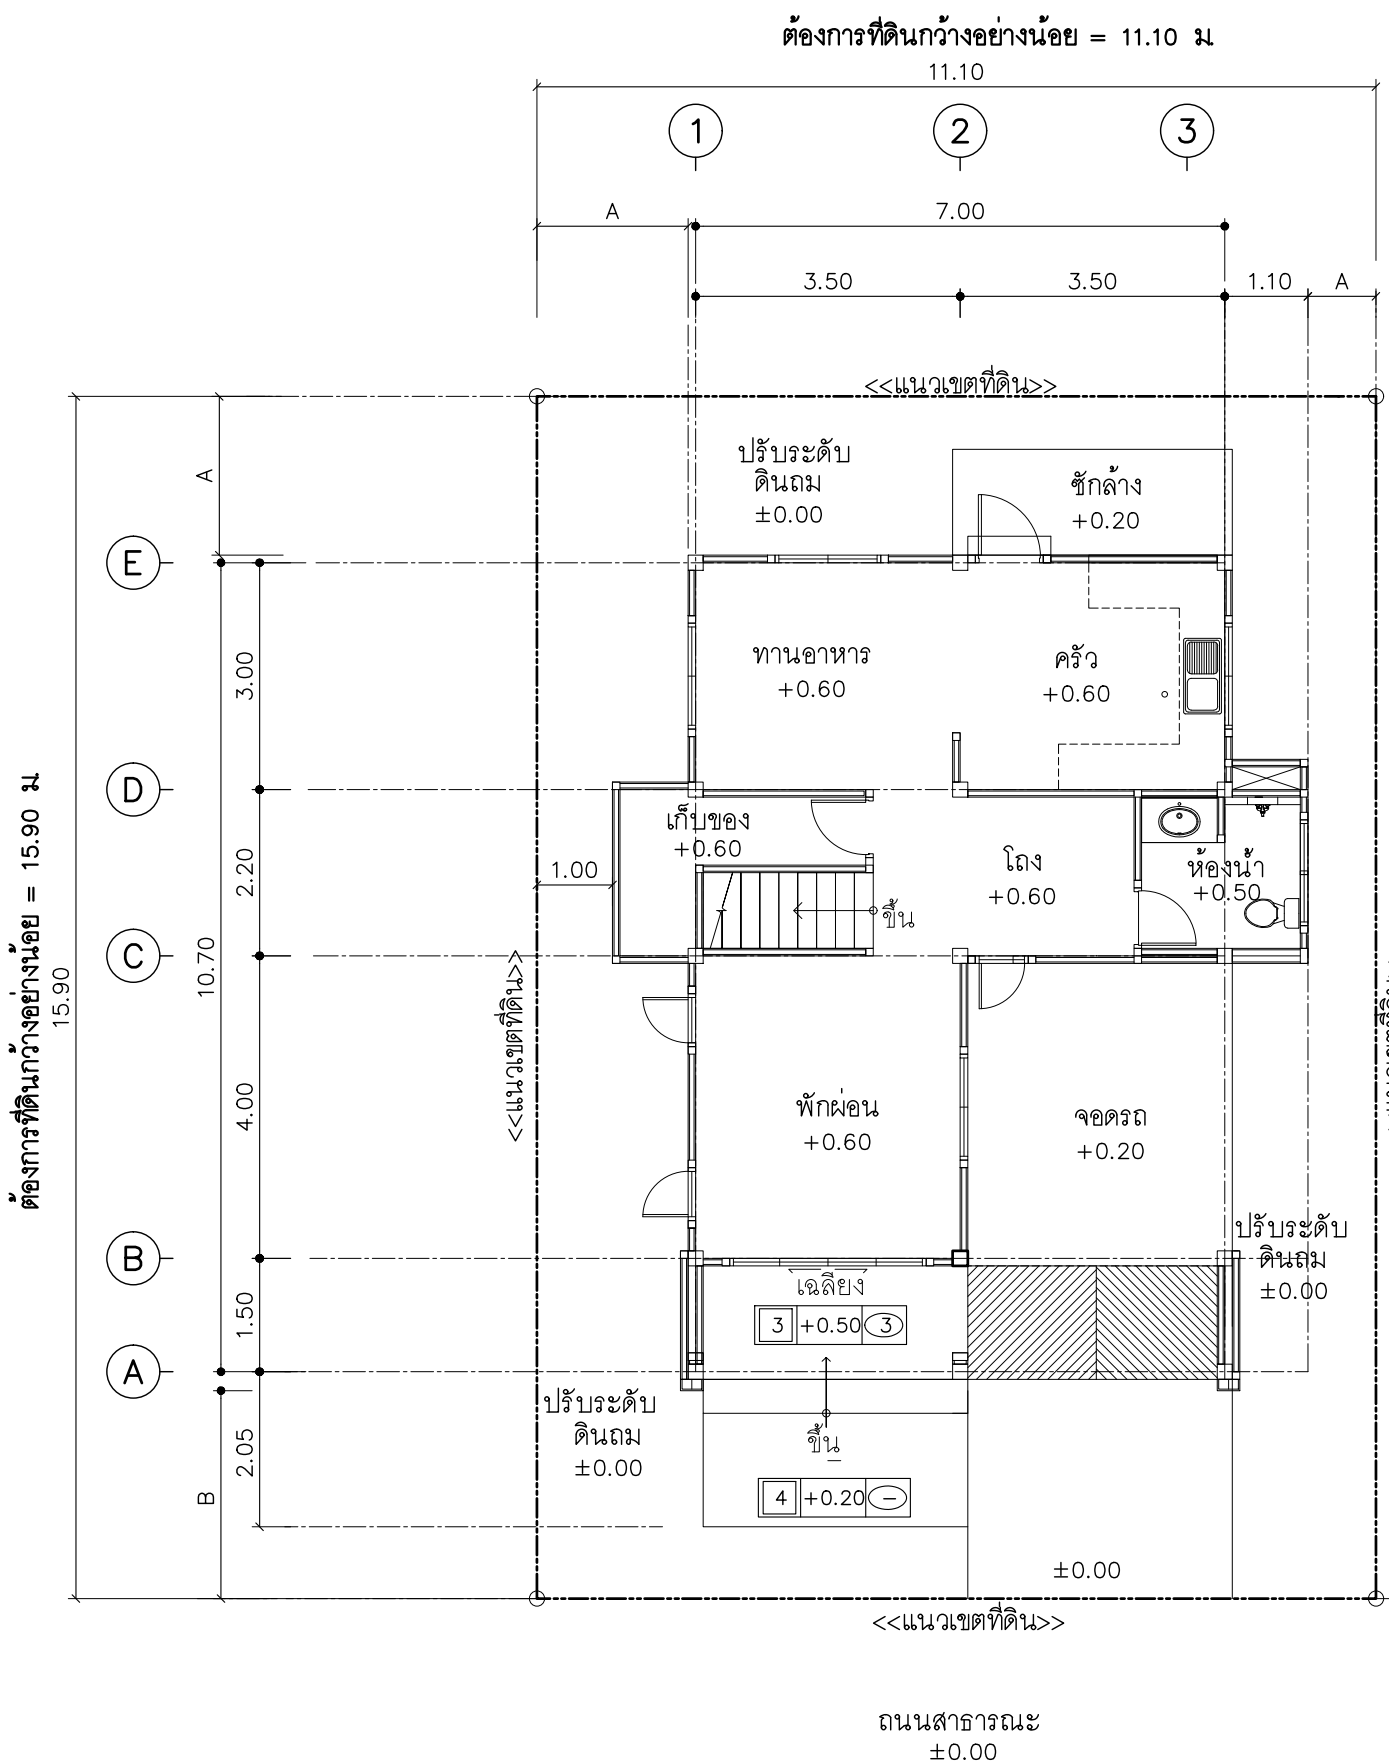 ต้องการที่ดินกว้างอย่างน้อย = 11.10 ม.
11.10
1
2
3
A
7.00
3.50
3.50
1.10
A
<<แนวเขตที่ดิน>>
ปรับระดับ
ดินถม
±0.00
ซักล้าง
+0.20
A
E
ทานอาหาร
+0.60
ครัว
+0.60
3.00
D
เก็บของ
+0.60
โถง
+0.60
ห้องน้ำ
+0.50
1.00
2.20
ขึ้น
C
10.70
15.90
ต้องการที่ดินกว้างอย่างน้อย = 15.90 ม.
<<แนวเขตที่ดิน>>
4.00
พักผ่อน
+0.60
จอดรถ
+0.20
B
ปรับระดับ
ดินถม
±0.00
1.50
เฉลียง
3 +0.50 3
A
ปรับระดับ
ดินถม
±0.00
2.05
B
ขึ้น
4 +0.20 –
±0.00
<<แนวเขตที่ดิน>>
ถนนสาธารณะ
±0.00